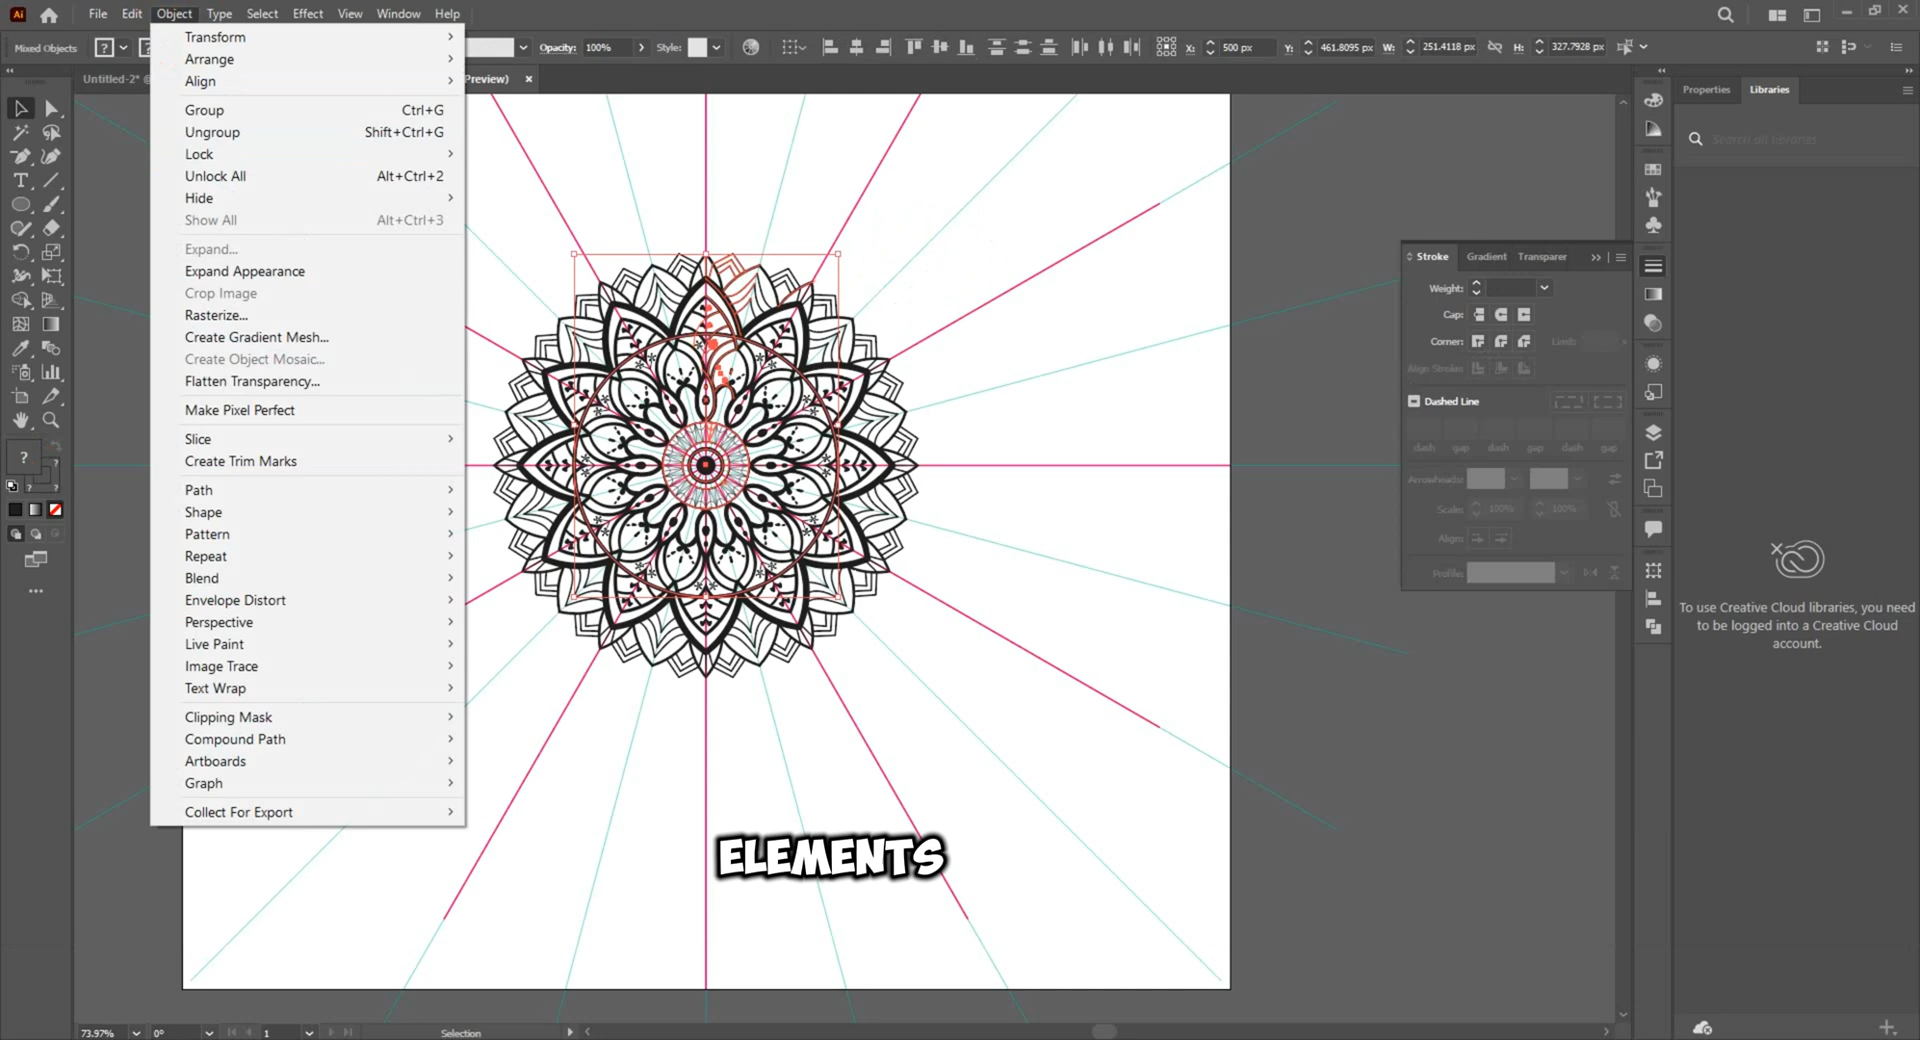 Ai File Edit Object Type Select Effect View Window Help
Mixed Objects ? ? Opacity: 100% Style: X: 500 px Y: 461.8095 px W: 251.4118 px H: 327.7928 px
Untitled-2* @ Preview) × Properties Libraries
Transform
Arrange
Align
Group Ctrl+G
Ungroup Shift+Ctrl+G
Lock
Unlock All Alt+Ctrl+2
Hide
Show All Alt+Ctrl+3
Expand...
Expand Appearance
Crop Image
Rasterize...
Create Gradient Mesh...
Create Object Mosaic...
Flatten Transparency...
Make Pixel Perfect
Slice
Create Trim Marks
Path
Shape
Pattern
Repeat
Blend
Envelope Distort
Perspective
Live Paint
Image Trace
Text Wrap
Clipping Mask
Compound Path
Artboards
Graph
Collect For Export
Search all libraries
Stroke Gradient Transparer
Weight:
Cap:
Corner: Limit:
Align Stroke:
Dashed Line
dash gap dash gap dash gap
Arrowheads:
Scale: 100% 100%
Align:
Profile:
To use Creative Cloud libraries, you need
to be logged into a Creative Cloud
account.
ELEMENTS
73.97% 0° 1 Selection